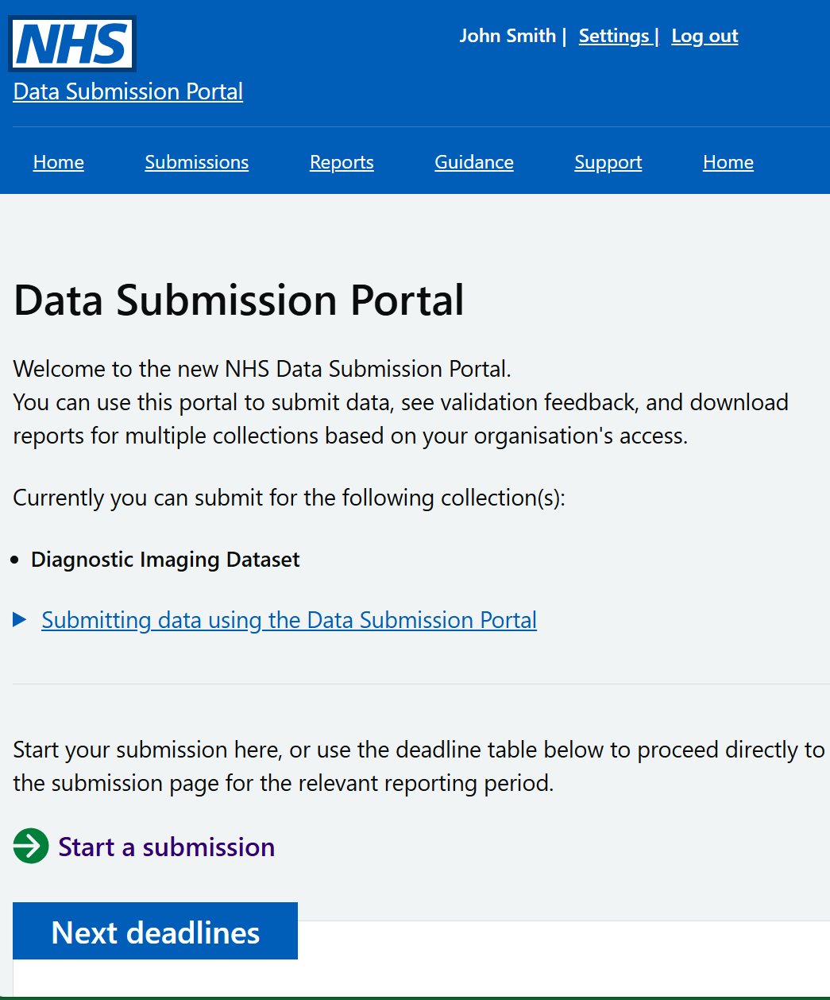 NHS
John Smith | Settings | Log out
Data Submission Portal
Home Submissions Reports Guidance Support Home
Data Submission Portal
Welcome to the new NHS Data Submission Portal.
You can use this portal to submit data, see validation feedback, and download
reports for multiple collections based on your organisation's access.
Currently you can submit for the following collection(s):
• Diagnostic Imaging Dataset
Submitting data using the Data Submission Portal
Start your submission here, or use the deadline table below to proceed directly to
the submission page for the relevant reporting period.
Start a submission
Next deadlines